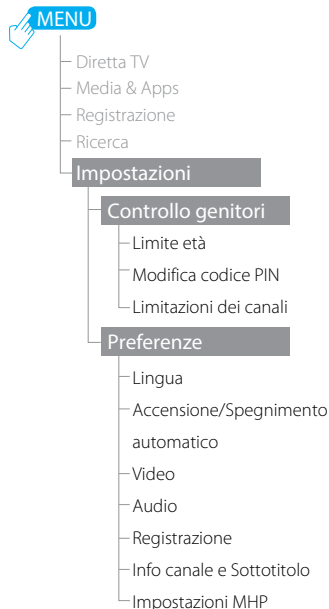 MENU
Diretta TV
Media & Apps
Registrazione
Ricerca
Impostazioni
Controllo genitori
Limite età
Modifica codice PIN
Limitazioni dei canali
Preferenze
Lingua
Accensione/Spegnimento
automatico
Video
Audio
Registrazione
Info canale e Sottotitolo
Impostazioni MHP